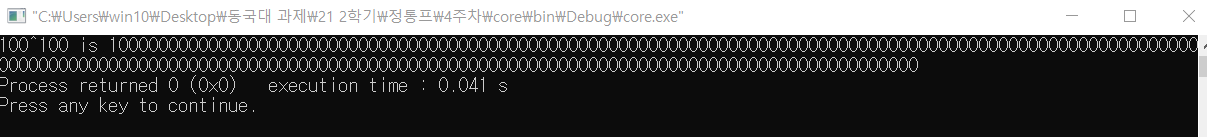 "C:₩Users₩win10₩Desktop₩동국대 과제₩21 2학기₩정통프₩4주차₩core₩bin₩Debug₩core.exe"
100^100 is 1000000000000000000000000000000000000000000000000000000000000000000000000000000000000000000000000000000000000
00000000000000000000000000000000000000000000000000000000000000000000000000000000000000000000
Process returned 0 (0x0)   execution time : 0.041 s
Press any key to continue.